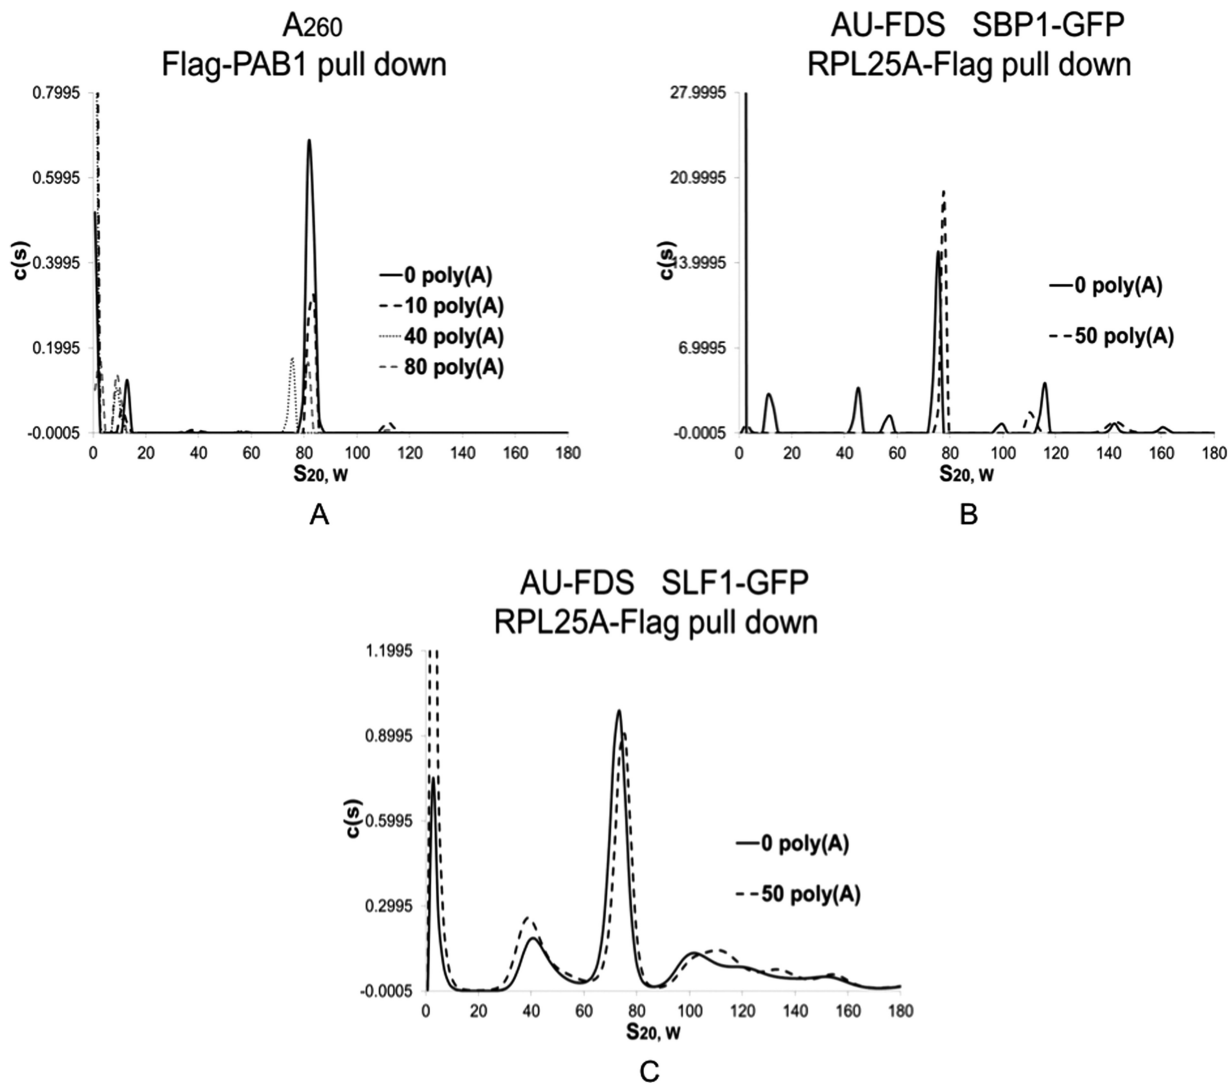 A260
Flag-PAB1 pull down
0.7995
0.5995
0.3995
0.1995
-0.0005
c(s)
0 20 40 60 80 100 120 140 160 180
S20, W
0 poly(A)
10 poly(A)
40 poly(A)
80 poly(A)
A
AU-FDS SBP1-GFP
RPL25A-Flag pull down
27.9995
20.9995
13.9995
6.9995
-0.0005
c(s)
0 20 40 60 80 100 120 140 160 180
S20, W
0 poly(A)
50 poly(A)
B
AU-FDS SLF1-GFP
RPL25A-Flag pull down
1.1995
0.8995
0.5995
0.2995
-0.0005
c(s)
0 20 40 60 80 100 120 140 160 180
S20, W
0 poly(A)
50 poly(A)
C